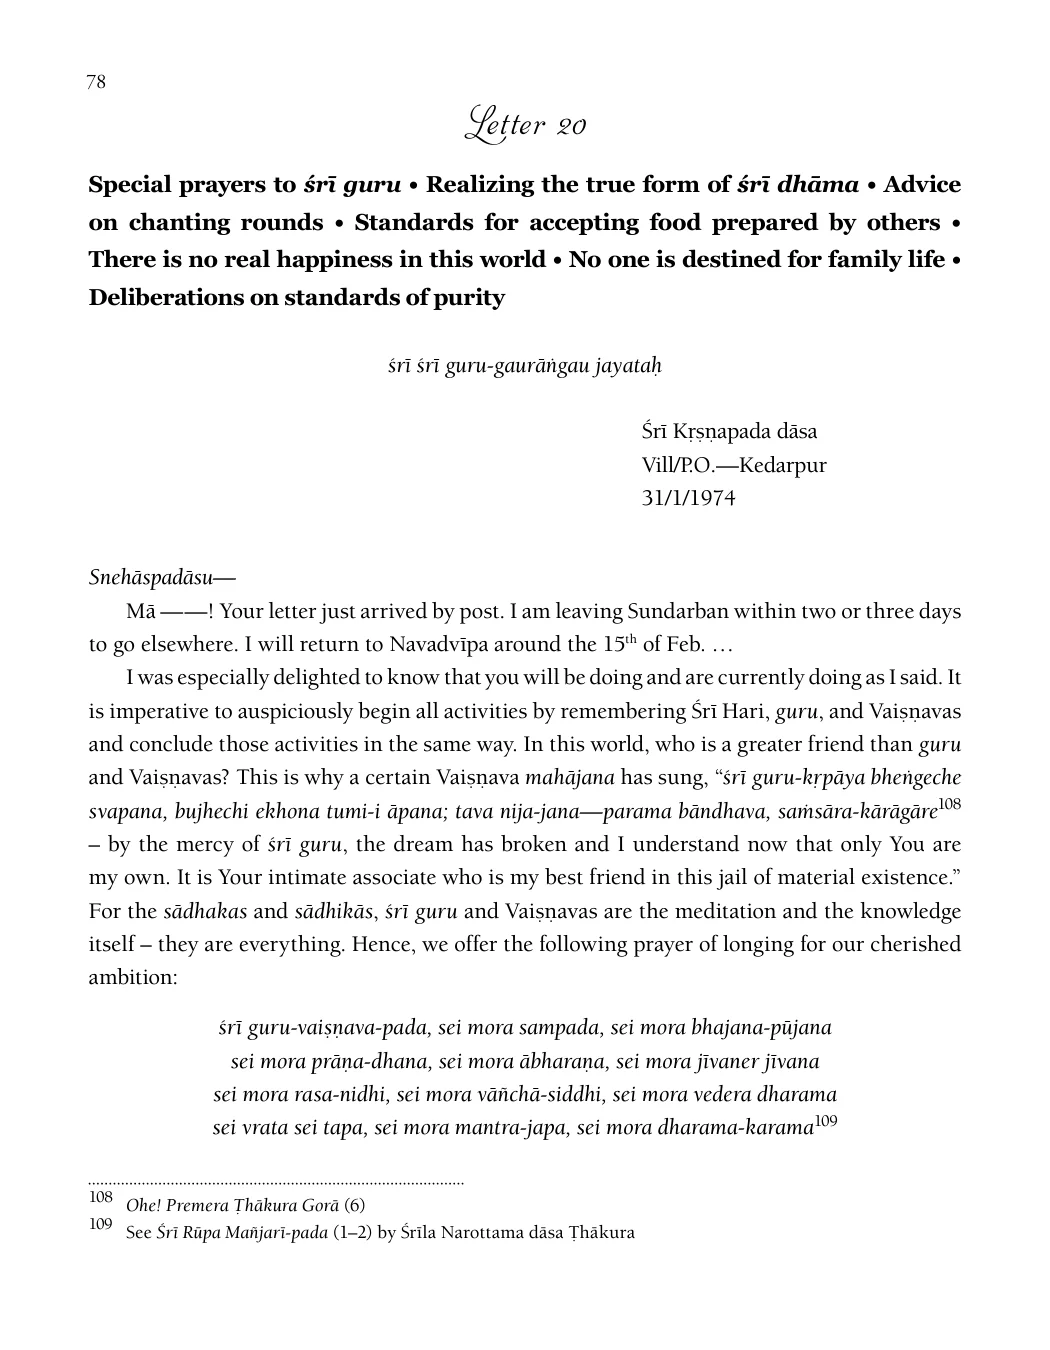 78
Letter 20
Special prayers to śrī guru • Realizing the true form of śrī dhāma • Advice
on chanting rounds • Standards for accepting food prepared by others •
There is no real happiness in this world • No one is destined for family life •
Deliberations on standards of purity
śrī śrī guru-gaurāṅgau jayataḥ
Śrī Kṛṣṇapada dāsa
Vill/P.O.—Kedarpur
31/1/1974
Snehāspadāsu—
Mā ——! Your letter just arrived by post. I am leaving Sundarban within two or three days
to go elsewhere. I will return to Navadvīpa around the 15th of Feb. …
I was especially delighted to know that you will be doing and are currently doing as I said. It
is imperative to auspiciously begin all activities by remembering Śrī Hari, guru, and Vaiṣṇavas
and conclude those activities in the same way. In this world, who is a greater friend than guru
and Vaiṣṇavas? This is why a certain Vaiṣṇava mahājana has sung, “śrī guru-kṛpāya bheṅgeche
svapana, bujhechi ekhona tumi-i āpana; tava nija-jana—parama bāndhava, saṁsāra-kārāgāre108
– by the mercy of śrī guru, the dream has broken and I understand now that only You are
my own. It is Your intimate associate who is my best friend in this jail of material existence.”
For the sādhakas and sādhikās, śrī guru and Vaiṣṇavas are the meditation and the knowledge
itself – they are everything. Hence, we offer the following prayer of longing for our cherished
ambition:
śrī guru-vaiṣṇava-pada, sei mora sampada, sei mora bhajana-pūjana
sei mora prāṇa-dhana, sei mora ābharaṇa, sei mora jīvaner jīvana
sei mora rasa-nidhi, sei mora vāñchā-siddhi, sei mora vedera dharama
sei vrata sei tapa, sei mora mantra-japa, sei mora dharama-karama109
108 Ohe! Premera Ṭhākura Gorā (6)
109 See Śrī Rūpa Mañjarī-pada (1–2) by Śrīla Narottama dāsa Ṭhākura